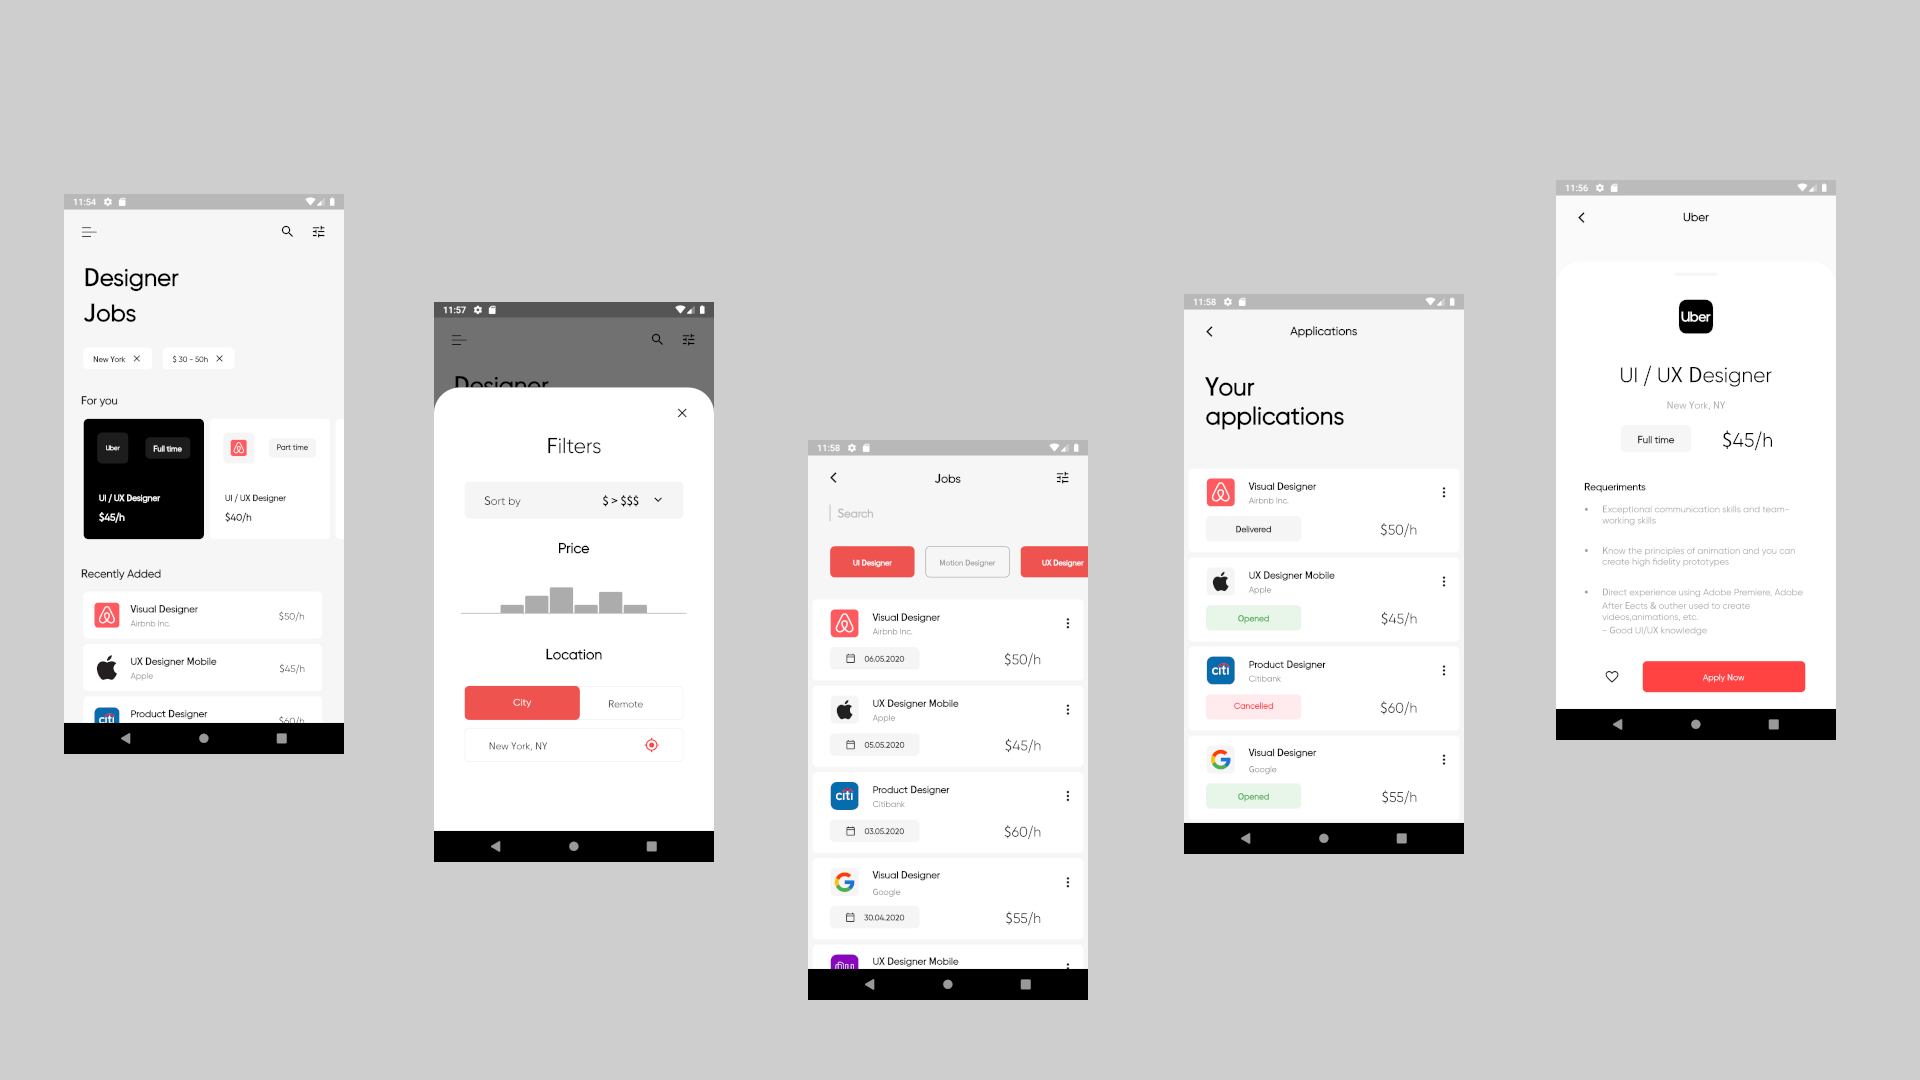 11:54
Designer
Jobs
New York
$ 30 - 50h
For you
Uber
Full time
UI / UX Designer
$45/h
Part time
UI / UX Designer
$40/h
Recently Added
Visual Designer
Airbnb Inc.
$50/h
UX Designer Mobile
Apple
$45/h
citi
Product Designer
$60/h
11:57
Designer
Filters
Sort by
$ > $$$
Price
Location
City
Remote
New York, NY
11:58
Jobs
Search
UI Designer
Motion Designer
UX Designer
Visual Designer
Airbnb Inc.
06.05.2020
$50/h
UX Designer Mobile
Apple
05.05.2020
$45/h
citi
Product Designer
Citibank
03.05.2020
$60/h
Visual Designer
Google
30.04.2020
$55/h
UX Designer Mobile
11:58
Applications
Your
applications
Visual Designer
Airbnb Inc.
Delivered
$50/h
UX Designer Mobile
Apple
Opened
$45/h
citi
Product Designer
Citibank
Cancelled
$60/h
Visual Designer
Google
Opened
$55/h
11:56
Uber
Uber
UI / UX Designer
New York, NY
Full time
$45/h
Requeriments
• Exceptional communication skills and team-
working skills
• Know the principles of animation and you can
create high fidelity prototypes
• Direct experience using Adobe Premiere, Adobe
After Eects & outher used to create
videos,animations, etc.
- Good UI/UX knowledge
Apply Now